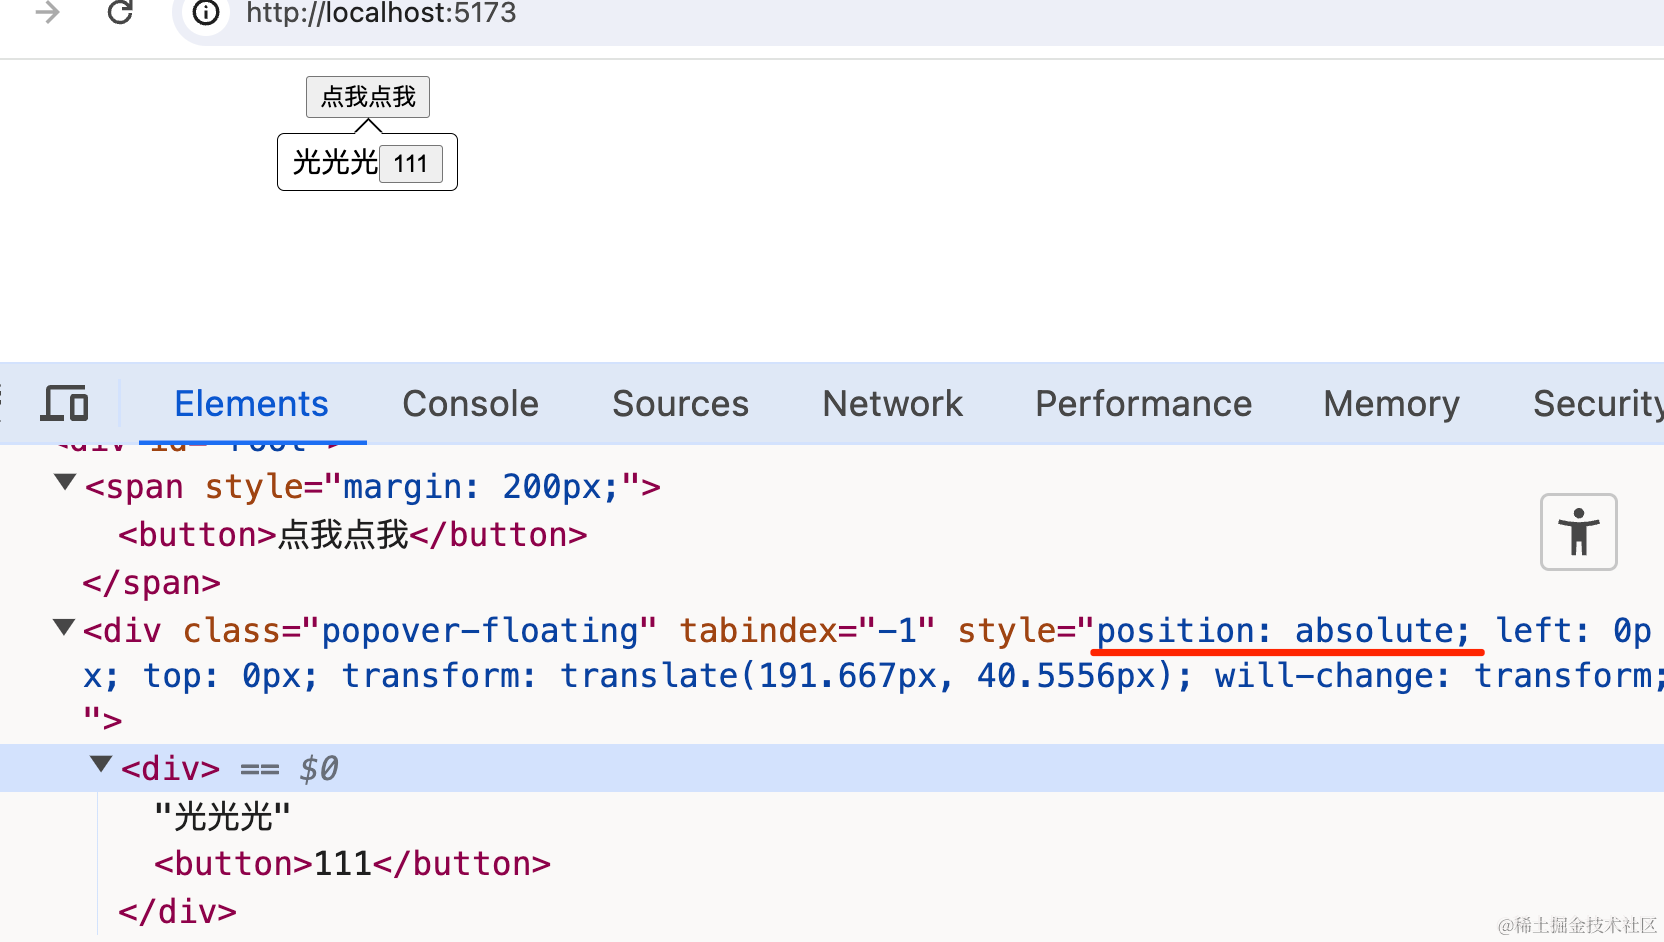 http://localhost:5173
点我点我
光光光 111
Elements Console Sources Network Performance Memory Security
<div id="root">
<span style="margin: 200px;">
<button>点我点我</button>
</span>
<div class="popover-floating" tabindex="-1" style="position: absolute; left: 0p
x; top: 0px; transform: translate(191.667px, 40.5556px); will-change: transform;
">
<div> == $0
"光光光"
<button>111</button>
</div>
@稀土掘金技术社区